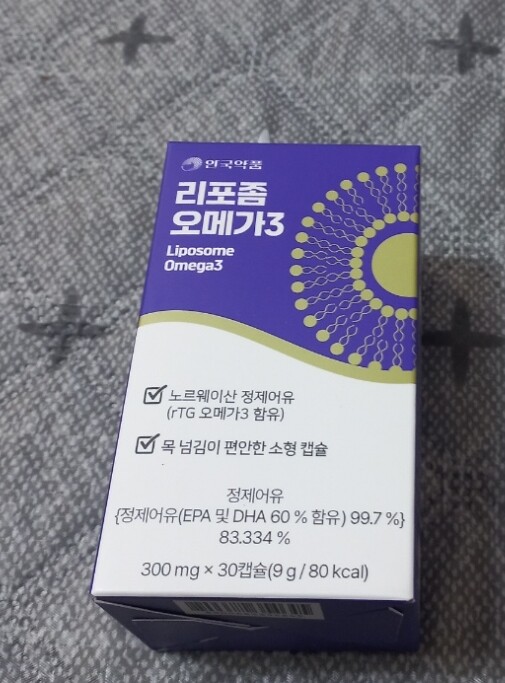 한국약품
리포좀
오메가3
Liposome
Omega3
노르웨이산 정제어유
(rTG 오메가3 함유)
목 넘김이 편안한 소형 캡슐
정제어유
{정제어유(EPA 및 DHA 60 % 함유) 99.7 %}
83.334 %
300 mg × 30캡슐(9 g / 80 kcal)